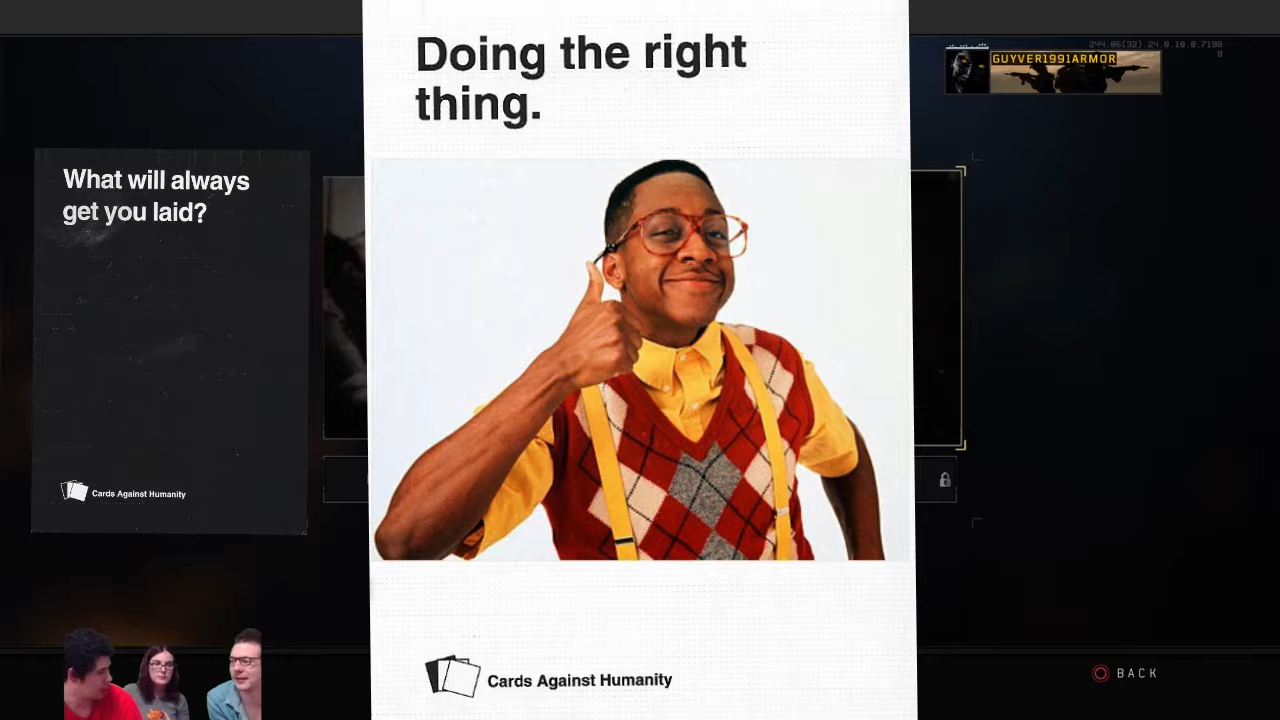 Doing the right
thing.
GUYVER1991ARMOR
What will always
get you laid?
Cards Against Humanity
Cards Against Humanity
BACK